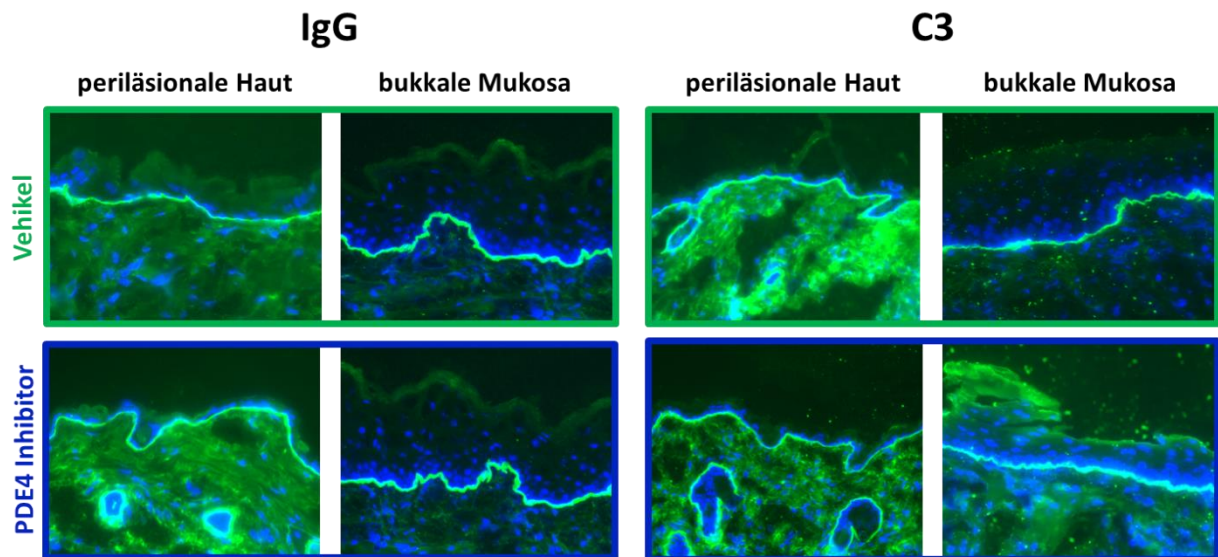 IgG
C3
periläsionale Haut
bukkale Mukosa
periläsionale Haut
bukkale Mukosa
Vehikel
PDE4 Inhibitor